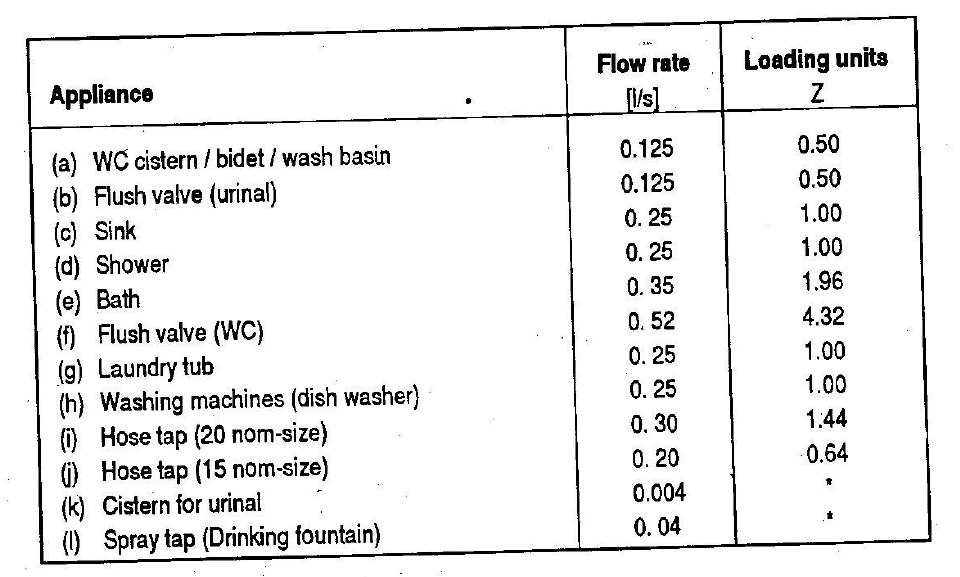 Appliance Flow rate [l/s] Loading units Z
(a) WC cistern / bidet / wash basin 0.125 0.50
(b) Flush valve (urinal) 0.125 0.50
(c) Sink 0. 25 1.00
(d) Shower 0. 25 1.00
(e) Bath 0. 35 1.96
(f) Flush valve (WC) 0. 52 4.32
(g) Laundry tub 0. 25 1.00
(h) Washing machines (dish washer) 0. 25 1.00
(i) Hose tap (20 nom-size) 0. 30 1.44
(j) Hose tap (15 nom-size) 0. 20 0.64
(k) Cistern for urinal 0.004 *
(l) Spray tap (Drinking fountain) 0. 04 *